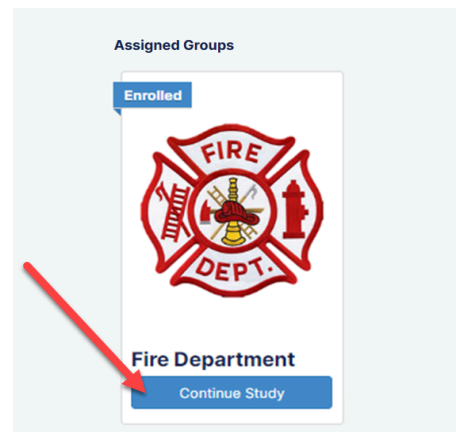 Assigned Groups
Enrolled
FIRE
DEPT.
Fire Department
Continue Study